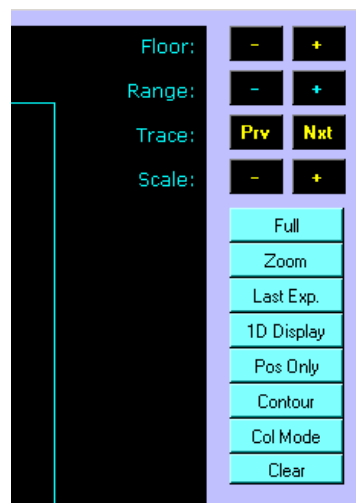 Floor: - +
Range: - +
Trace: Prv Nxt
Scale: - +
Full
Zoom
Last Exp.
1D Display
Pos Only
Contour
Col Mode
Clear